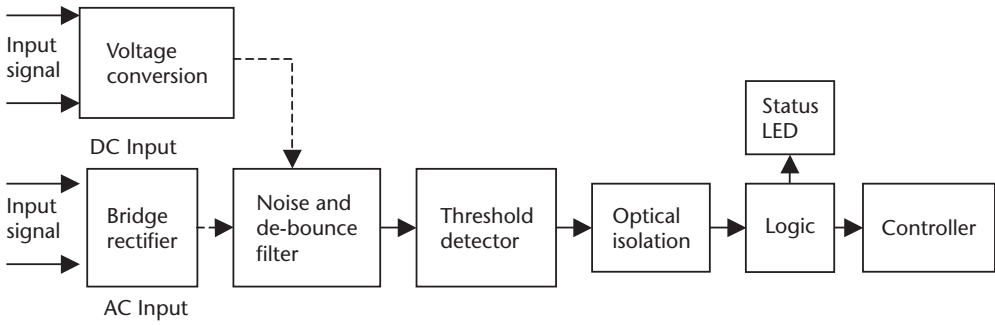 Input
signal
Voltage
conversion
DC Input
Status
LED
Input
signal
Bridge
rectifier
Noise and
de-bounce
filter
Threshold
detector
Optical
isolation
Logic
Controller
AC Input